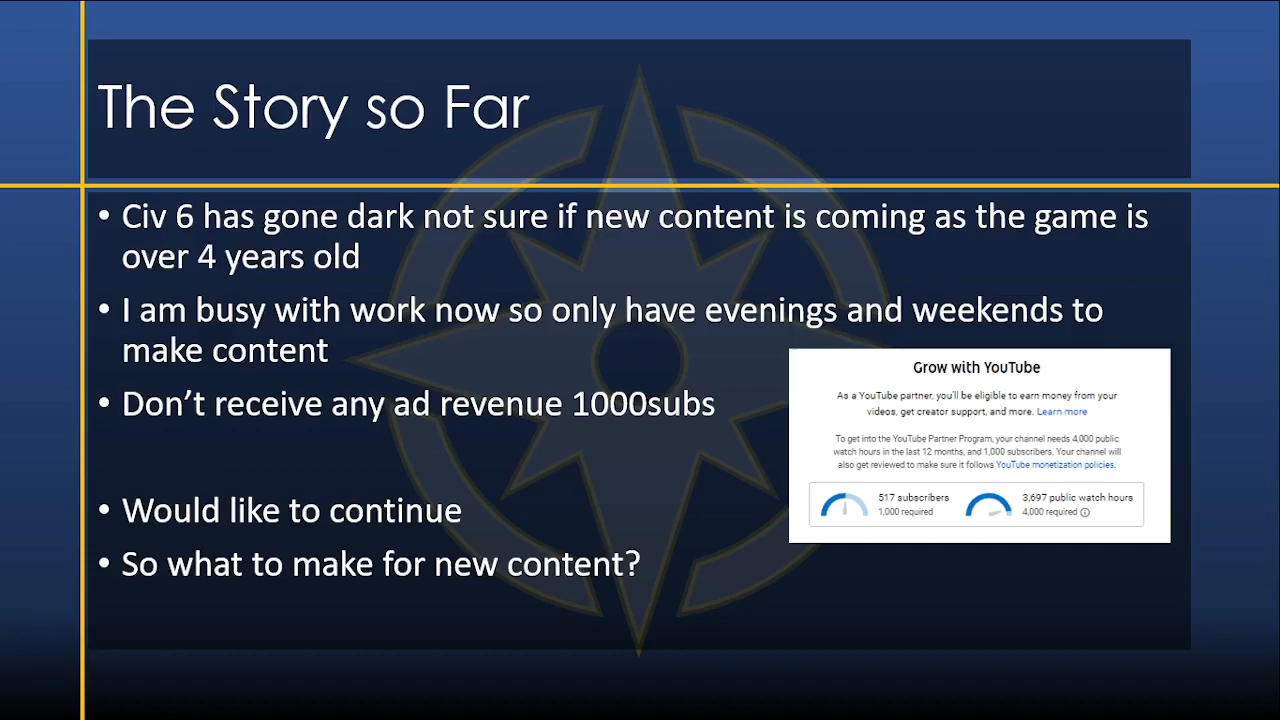 The Story so Far
• Civ 6 has gone dark not sure if new content is coming as the game is
over 4 years old
• I am busy with work now so only have evenings and weekends to
make content
• Don’t receive any ad revenue 1000subs
• Would like to continue
• So what to make for new content?
Grow with YouTube
As a YouTube partner, you'll be eligible to earn money from your
videos, get creator support, and more. Learn more
To get into the YouTube Partner Program, your channel needs 4,000 public
watch hours in the last 12 months, and 1,000 subscribers. Your channel will
also get reviewed to make sure it follows YouTube monetization policies.
517 subscribers
1,000 required
3,697 public watch hours
4,000 required